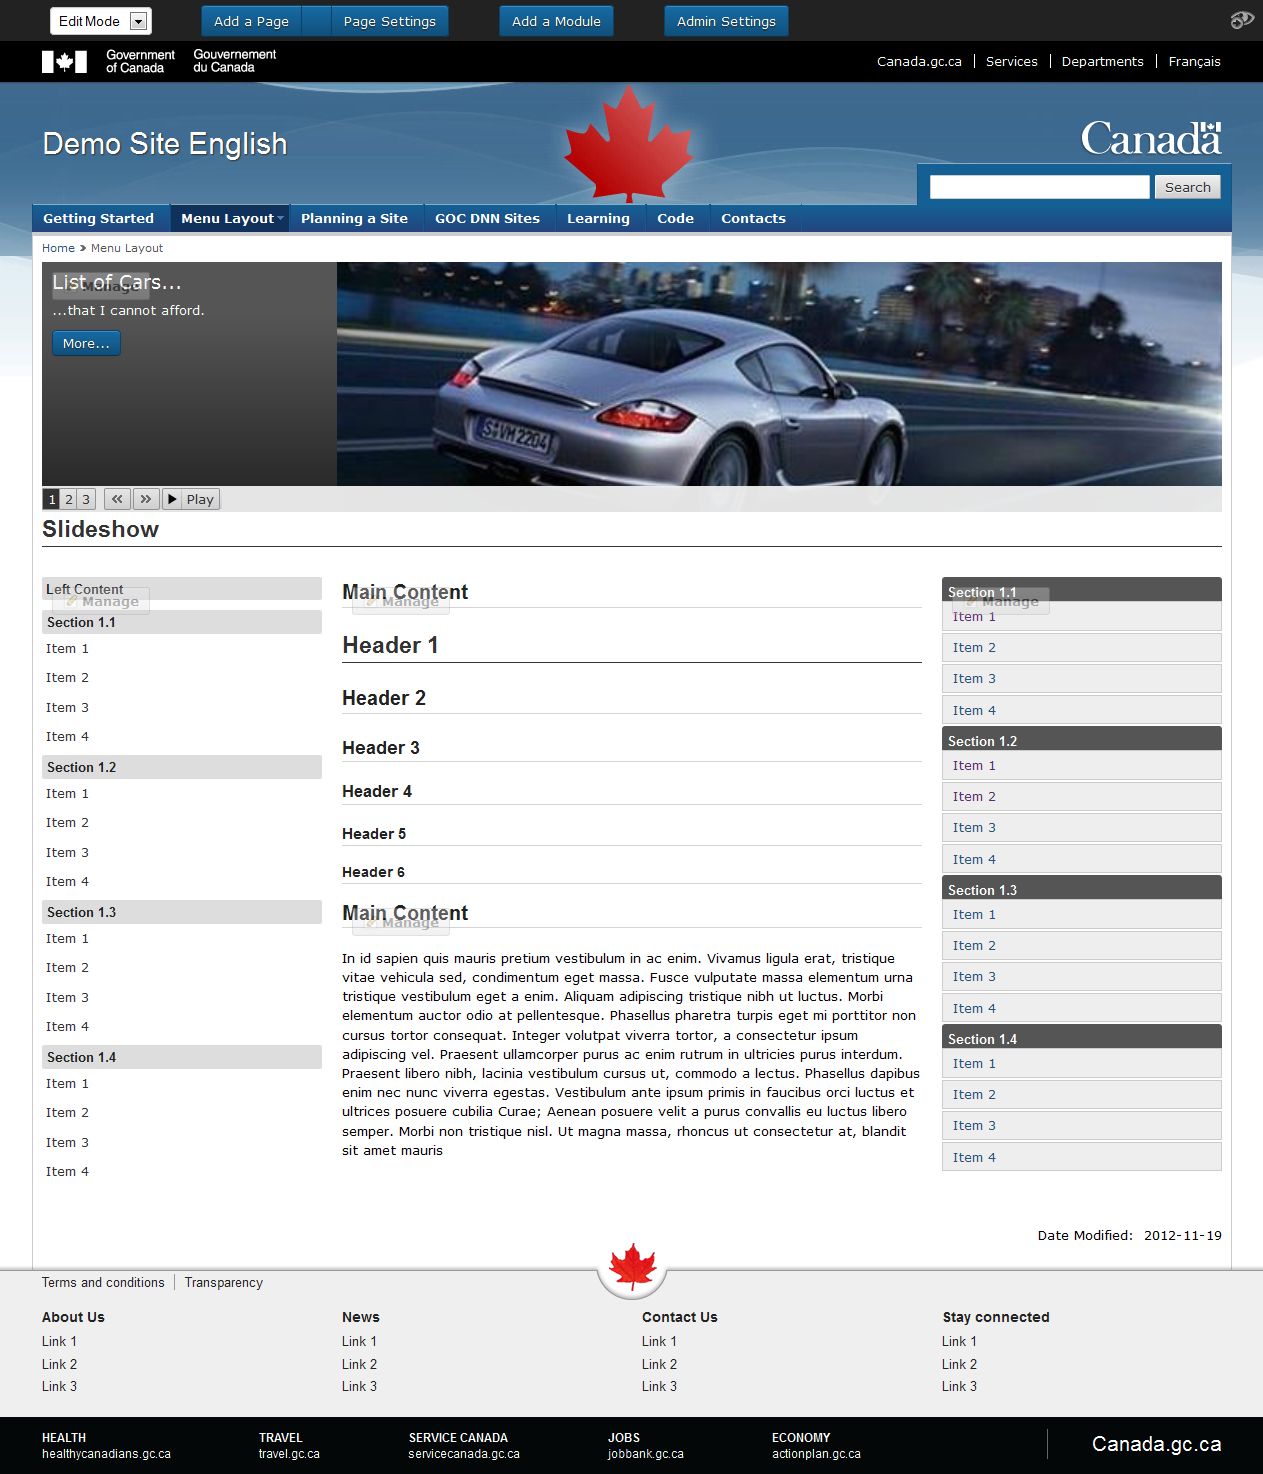 Edit Mode
Add a Page
Page Settings
Add a Module
Admin Settings
Government of Canada
Gouvernement du Canada
Canada.gc.ca
Services
Departments
Français
Demo Site English
Canada
Search
Getting Started
Menu Layout
Planning a Site
GOC DNN Sites
Learning
Code
Contacts
Home » Menu Layout
List of Cars...
Manage
...that I cannot afford.
More...
S VM 2204
1 2 3 Play
Slideshow
Left Content
Manage
Section 1.1
Item 1
Item 2
Item 3
Item 4
Section 1.2
Item 1
Item 2
Item 3
Item 4
Section 1.3
Item 1
Item 2
Item 3
Item 4
Section 1.4
Item 1
Item 2
Item 3
Item 4
Main Content
Manage
Header 1
Header 2
Header 3
Header 4
Header 5
Header 6
Main Content
Manage
In id sapien quis mauris pretium vestibulum in ac enim. Vivamus ligula erat, tristique
vitae vehicula sed, condimentum eget massa. Fusce vulputate massa elementum urna
tristique vestibulum eget a enim. Aliquam adipiscing tristique nibh ut luctus. Morbi
elementum auctor odio at pellentesque. Phasellus pharetra turpis eget mi porttitor non
cursus tortor consequat. Integer volutpat viverra tortor, a consectetur ipsum
adipiscing vel. Praesent ullamcorper purus ac enim rutrum in ultricies purus interdum.
Praesent libero nibh, lacinia vestibulum cursus ut, commodo a lectus. Phasellus dapibus
enim nec nunc viverra egestas. Vestibulum ante ipsum primis in faucibus orci luctus et
ultrices posuere cubilia Curae; Aenean posuere velit a purus convallis eu luctus libero
semper. Morbi non tristique nisl. Ut magna massa, rhoncus ut consectetur at, blandit
sit amet mauris
Section 1.1
Manage
Item 1
Item 2
Item 3
Item 4
Section 1.2
Item 1
Item 2
Item 3
Item 4
Section 1.3
Item 1
Item 2
Item 3
Item 4
Section 1.4
Item 1
Item 2
Item 3
Item 4
Date Modified: 2012-11-19
Terms and conditions
Transparency
About Us
Link 1
Link 2
Link 3
News
Link 1
Link 2
Link 3
Contact Us
Link 1
Link 2
Link 3
Stay connected
Link 1
Link 2
Link 3
HEALTH
healthycanadians.gc.ca
TRAVEL
travel.gc.ca
SERVICE CANADA
servicecanada.gc.ca
JOBS
jobbank.gc.ca
ECONOMY
actionplan.gc.ca
Canada.gc.ca